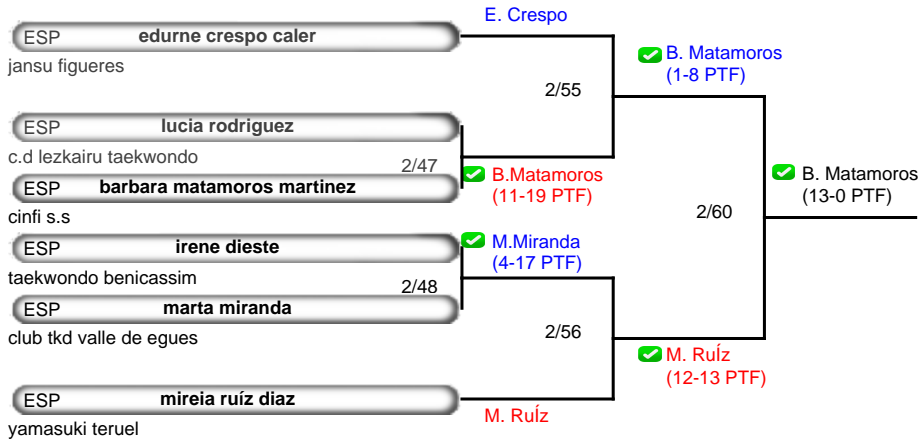 E. Crespo
ESP edurne crespo caler
jansu figueres
B. Matamoros
(1-8 PTF)
2/55
ESP lucia rodriguez
c.d lezkairu taekwondo
2/47
B.Matamoros
(11-19 PTF)
ESP barbara matamoros martinez
cinfi s.s
B. Matamoros
(13-0 PTF)
2/60
ESP irene dieste
taekwondo benicassim
M.Miranda
(4-17 PTF)
2/48
ESP marta miranda
club tkd valle de egues
2/56
M. RuÍz
(12-13 PTF)
ESP mireia ruíz diaz
yamasuki teruel
M. RuÍz